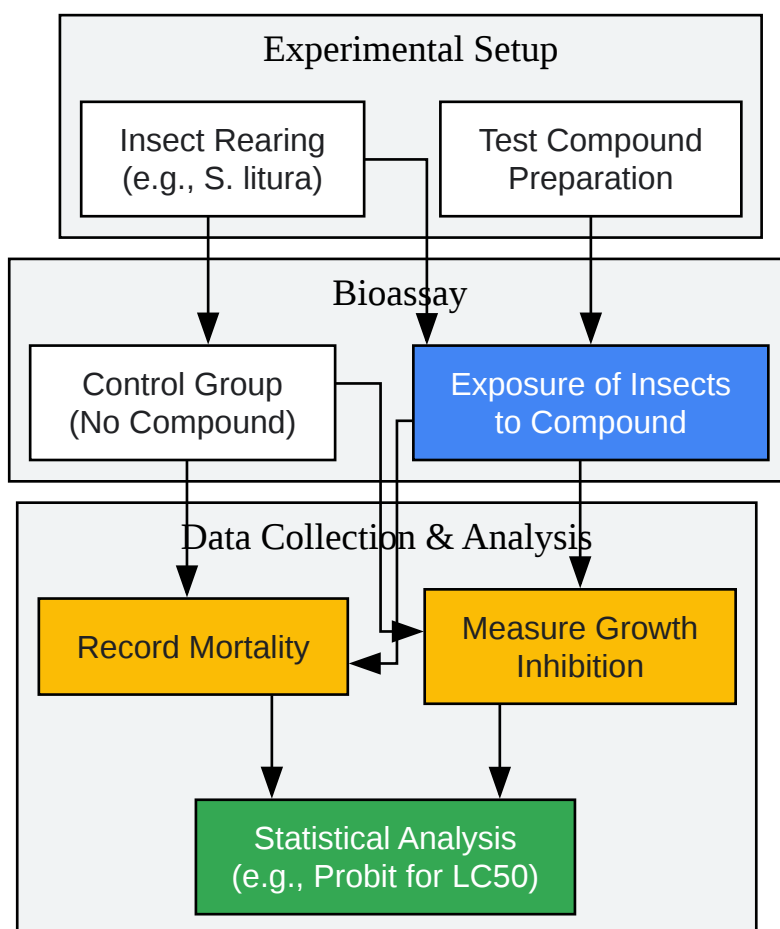 Experimental Setup
Insect Rearing
(e.g., S. litura)
Test Compound
Preparation
Bioassay
Control Group
(No Compound)
Exposure of Insects
to Compound
Data Collection & Analysis
Record Mortality
Measure Growth
Inhibition
Statistical Analysis
(e.g., Probit for LC50)